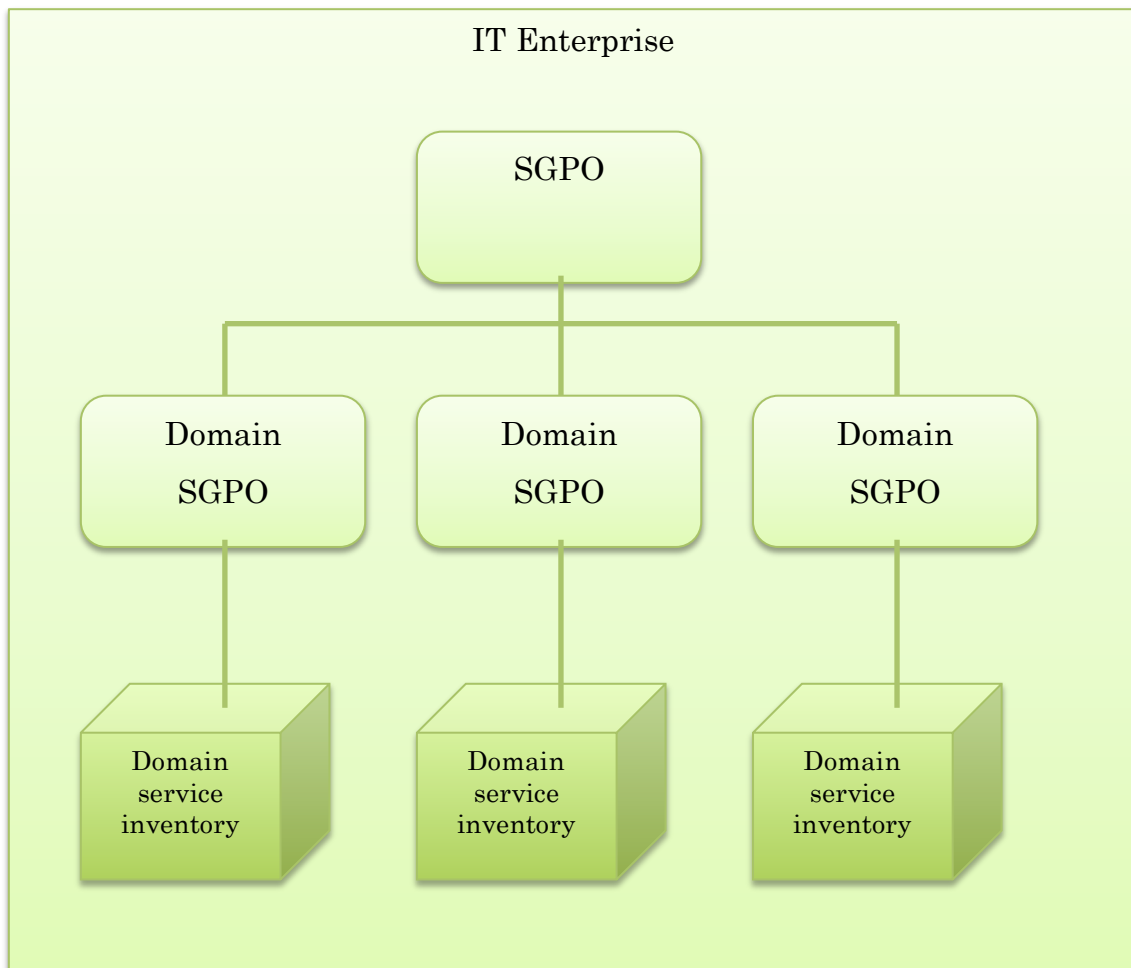 IT Enterprise
SGPO
Domain
SGPO
Domain
SGPO
Domain
SGPO
Domain
service
inventory
Domain
service
inventory
Domain
service
inventory